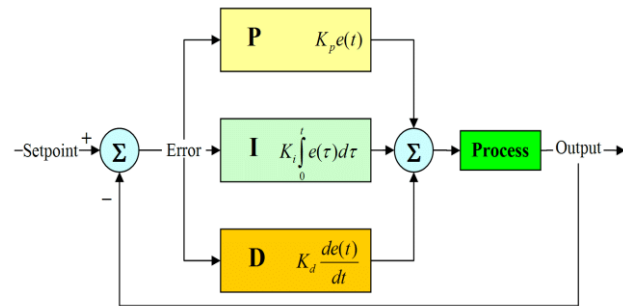 P K_p e(t)
−Setpoint + Σ Error I K_i ∫_0^t e(τ)dτ Σ Process Output
−
D K_d de(t)/dt